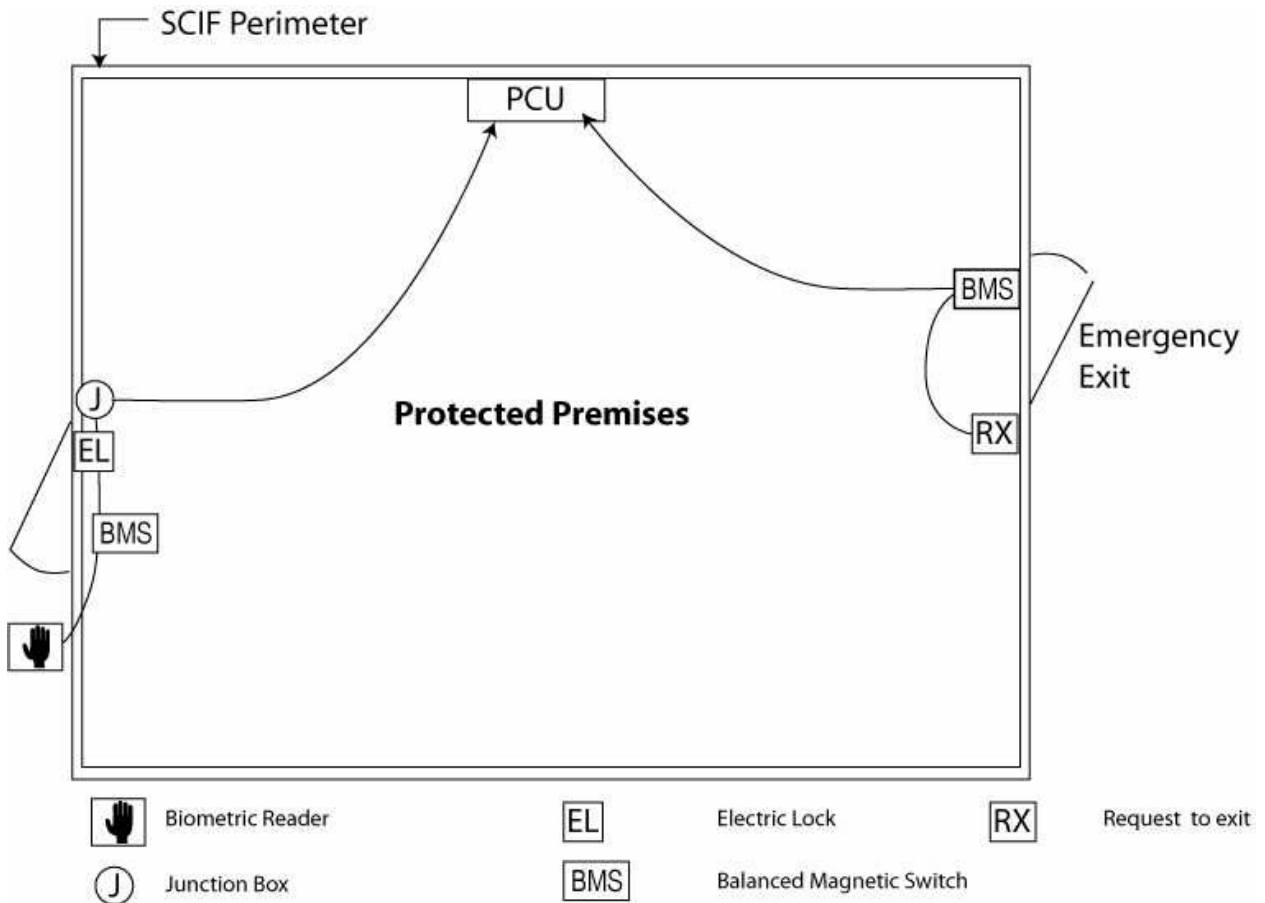 SCIF Perimeter
PCU
BMS
Emergency
Exit
J
Protected Premises
RX
EL
BMS
Biometric Reader
EL
Electric Lock
RX
Request to exit
J
Junction Box
BMS
Balanced Magnetic Switch